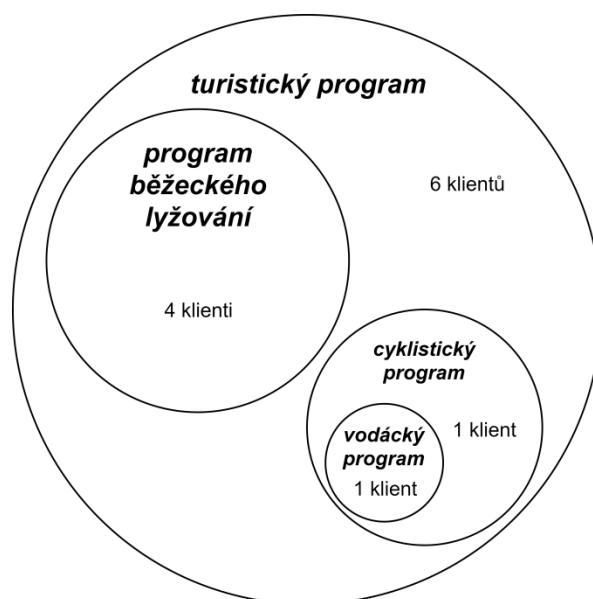 turistický program
program
běžeckého
lyžování
6 klientů
4 klienti
cyklistický
program
1 klient
vodácký
program
1 klient